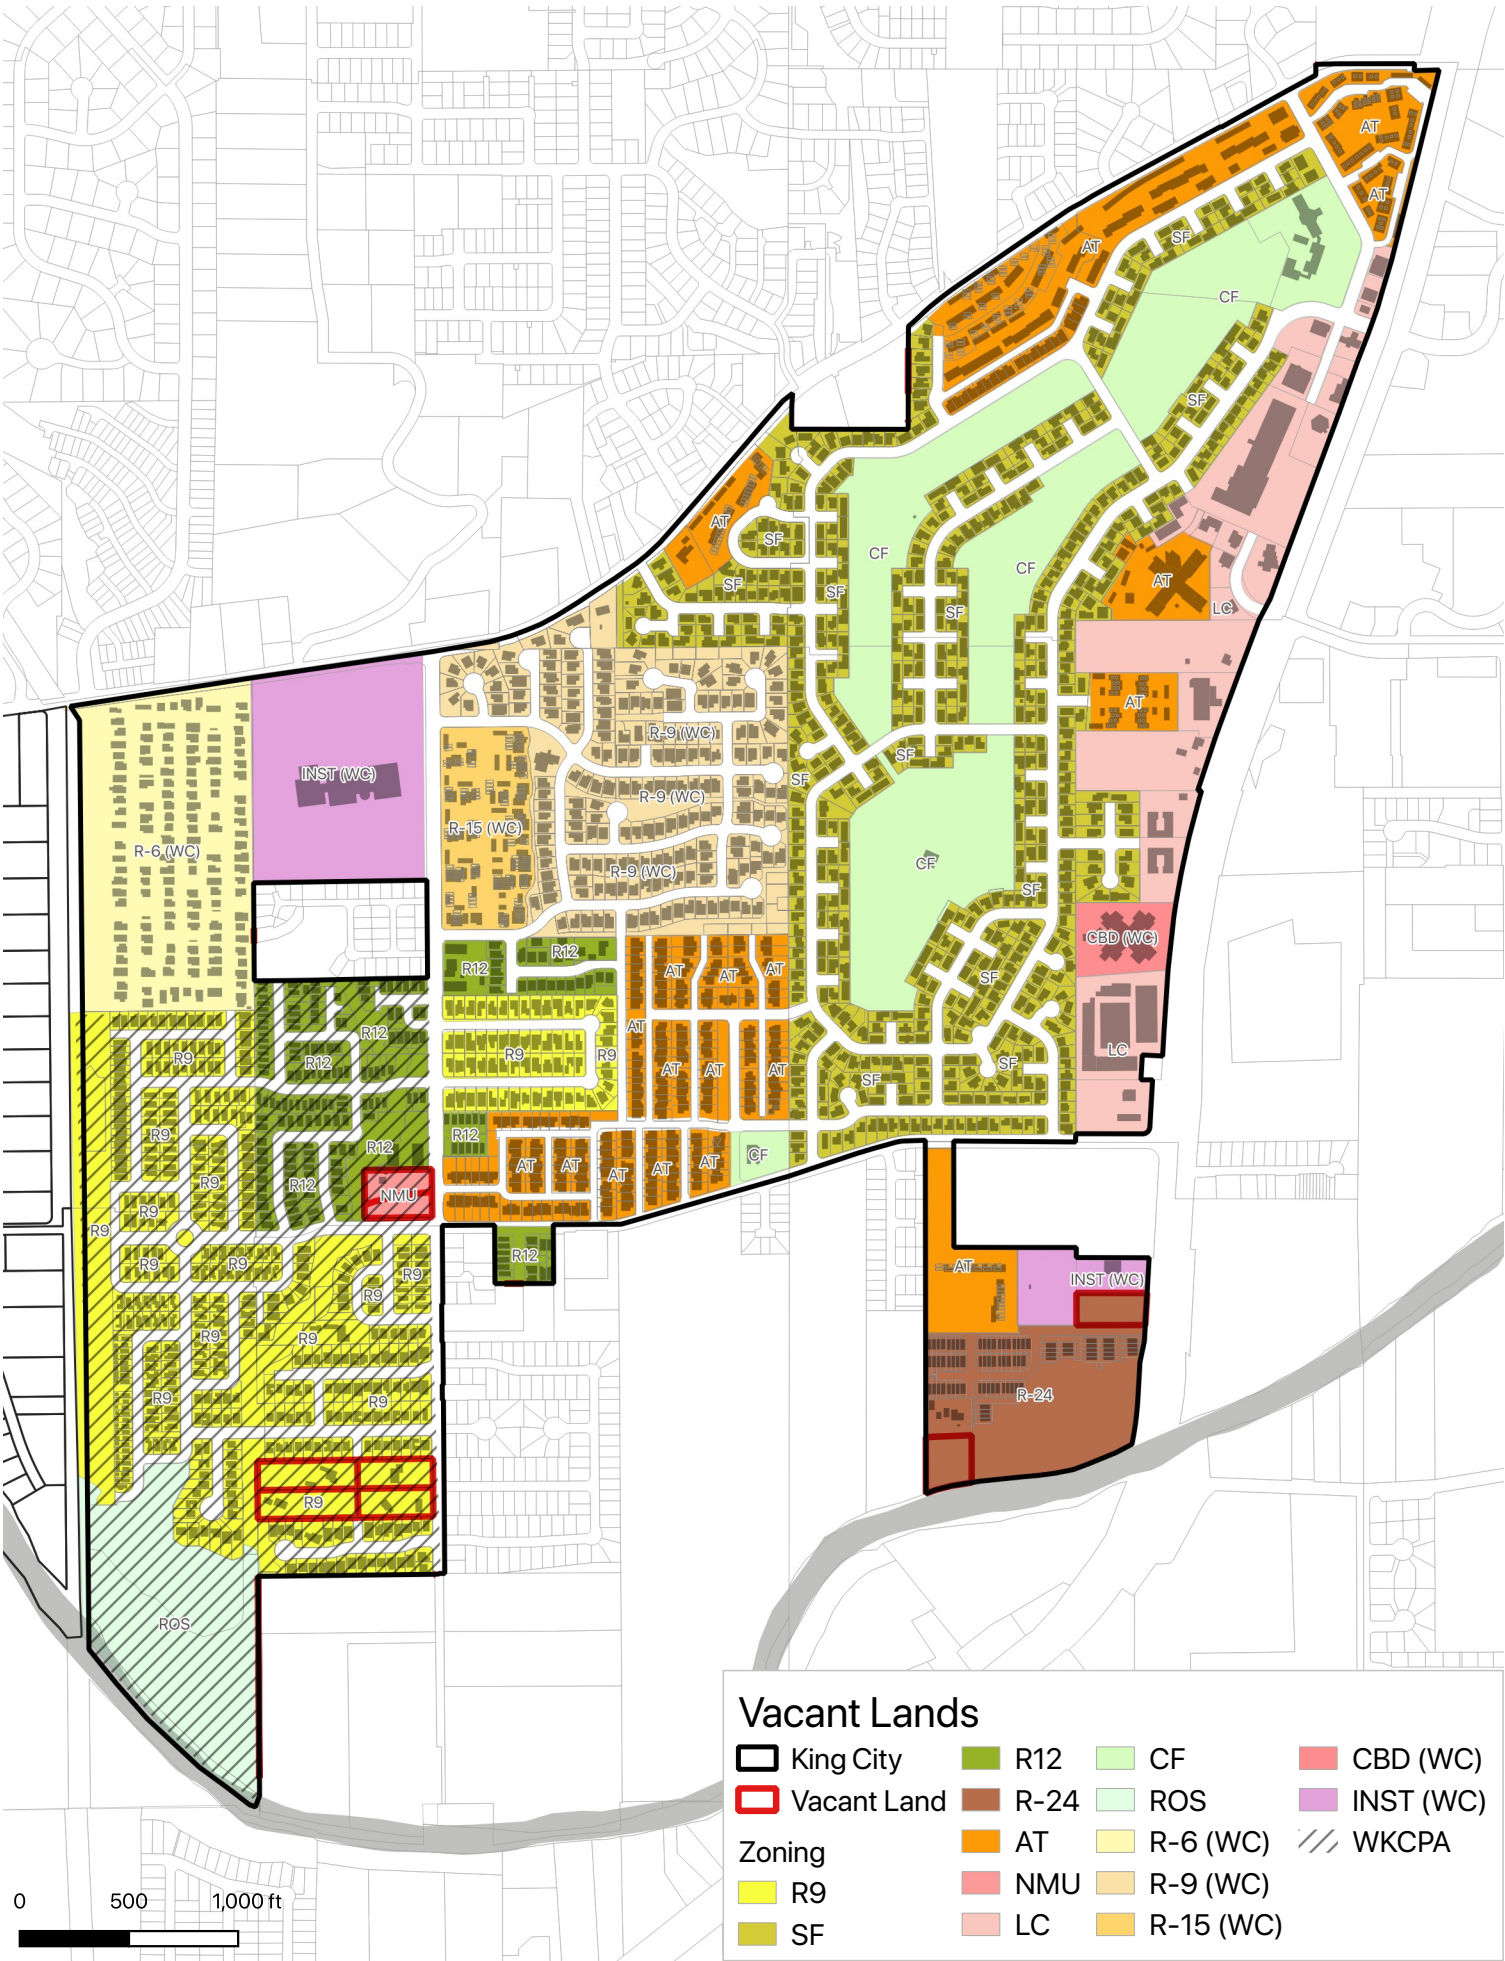 AT
AT
SF
AT
CF
SF
AT
SF
CF
CF
SF
AT
SF
SF
LC
AT
R-9 (WC)
SF
INST (WC)
SF
R-9 (WC)
R-15 (WC)
R-6 (WC)
CF
R-9 (WC)
SF
CBD (WC)
R12
R12
AT
AT
AT
SF
AT
R12
R9
R9
R12
R9
LC
SF
AT
AT
AT
SF
R9
R12
R12
CF
AT
AT
AT
AT
AT
R9
R12
NMU
R9
R9
R12
R9
R9
AT
R9
INST (WC)
R9
R9
R9
R-24
R9
R9
R9
ROS
Vacant Lands
King City
Vacant Land
Zoning
R9
SF
R12
R-24
AT
NMU
LC
CF
ROS
R-6 (WC)
R-9 (WC)
R-15 (WC)
CBD (WC)
INST (WC)
WKCPA
0 500 1,000 ft